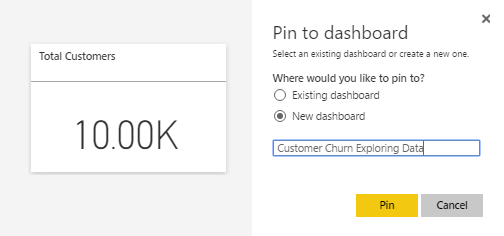 Total Customers
10.00K
Pin to dashboard
Select an existing dashboard or create a new one.
Where would you like to pin to?
Existing dashboard
New dashboard
Customer Churn Exploring Data
Pin
Cancel